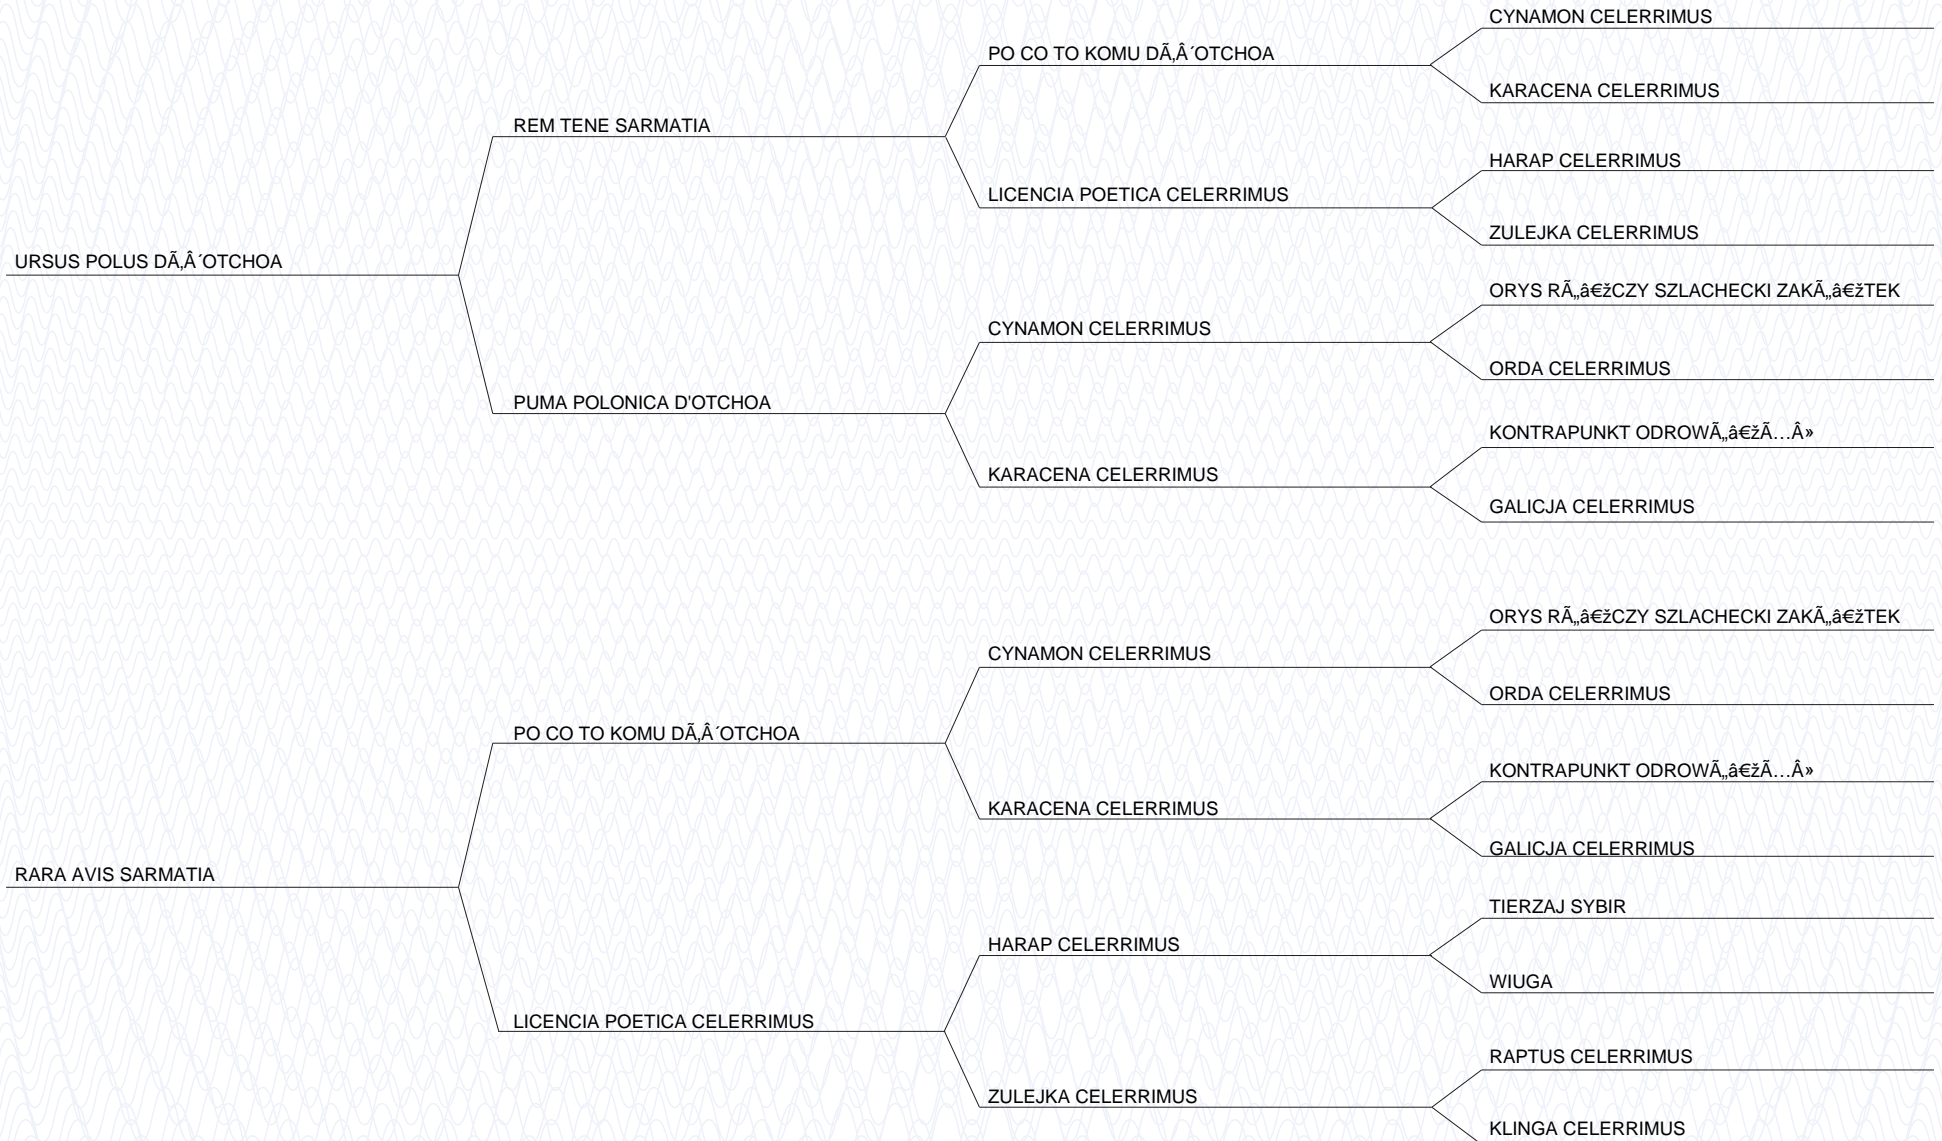 CYNAMON CELERRIMUS
PO CO TO KOMU DÃ‚Â´OTCHOA
KARACENA CELERRIMUS
REM TENE SARMATIA
HARAP CELERRIMUS
LICENCIA POETICA CELERRIMUS
ZULEJKA CELERRIMUS
URSUS POLUS DÃ‚Â´OTCHOA
ORYS RÃ„â€žCZY SZLACHECKI ZAKÃ„â€žTEK
CYNAMON CELERRIMUS
ORDA CELERRIMUS
PUMA POLONICA D'OTCHOA
KONTRAPUNKT ODROWÃ„â€žÃ…Â»
KARACENA CELERRIMUS
GALICJA CELERRIMUS
ORYS RÃ„â€žCZY SZLACHECKI ZAKÃ„â€žTEK
CYNAMON CELERRIMUS
ORDA CELERRIMUS
PO CO TO KOMU DÃ‚Â´OTCHOA
KONTRAPUNKT ODROWÃ„â€žÃ…Â»
KARACENA CELERRIMUS
GALICJA CELERRIMUS
RARA AVIS SARMATIA
TIERZAJ SYBIR
HARAP CELERRIMUS
WIUGA
LICENCIA POETICA CELERRIMUS
RAPTUS CELERRIMUS
ZULEJKA CELERRIMUS
KLINGA CELERRIMUS